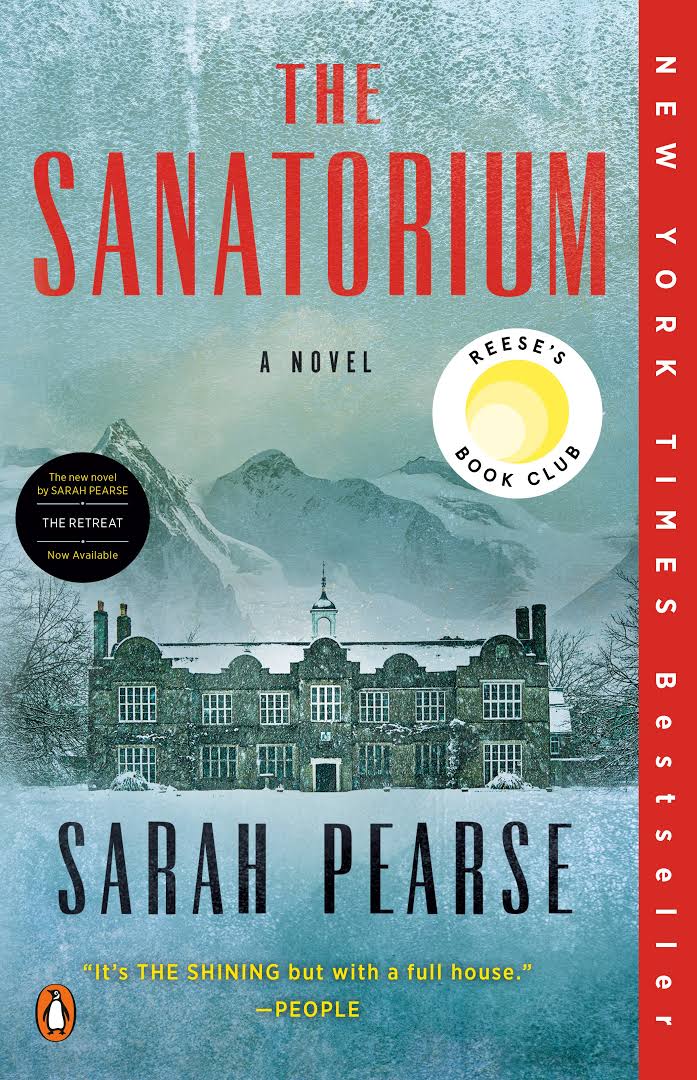 THE
SANATORIUM
A NOVEL
REESE'S
BOOK CLUB
The new novel
by SARAH PEARSE
THE RETREAT
Now Available
SARAH PEARSE
“It's THE SHINING but with a full house.”
—PEOPLE
NEW YORK TIMES Bestseller